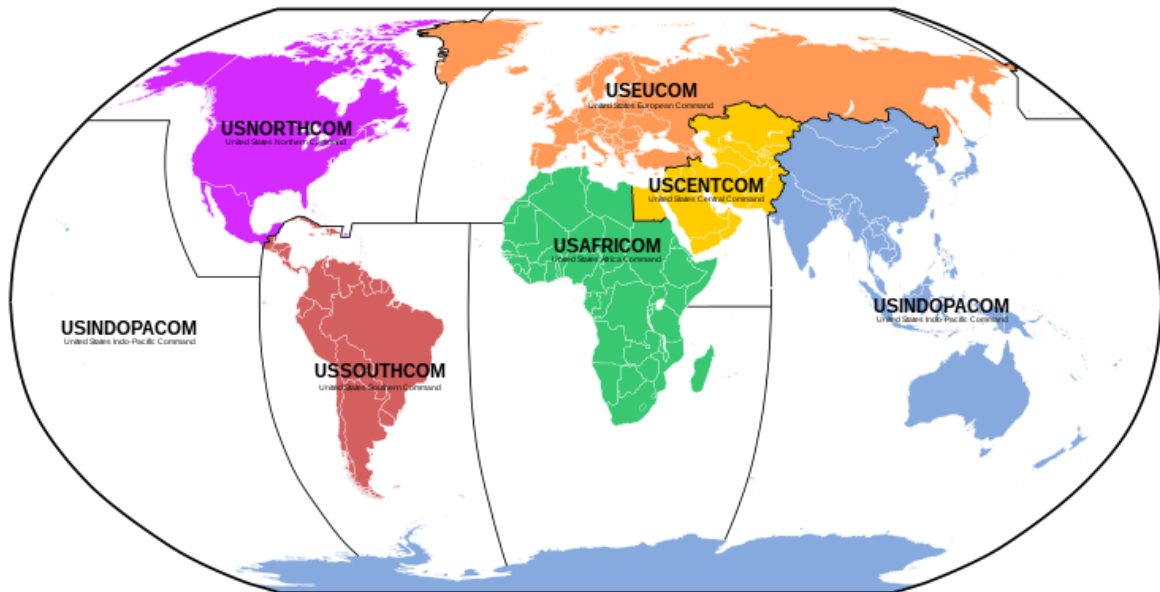 USEUCOM
United States European Command
USNORTHCOM
United States Northern Command
USCENTCOM
United States Central Command
USAFRICOM
United States Africa Command
USINDOPACOM
United States Indo-Pacific Command
USINDOPACOM
United States Indo-Pacific Command
USSOUTHCOM
United States Southern Command